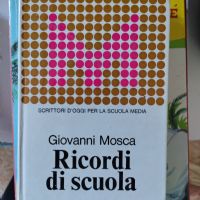 SCRITTORI D'OGGI PER LA SCUOLA MEDIA
Giovanni Mosca
Ricordi
di scuola